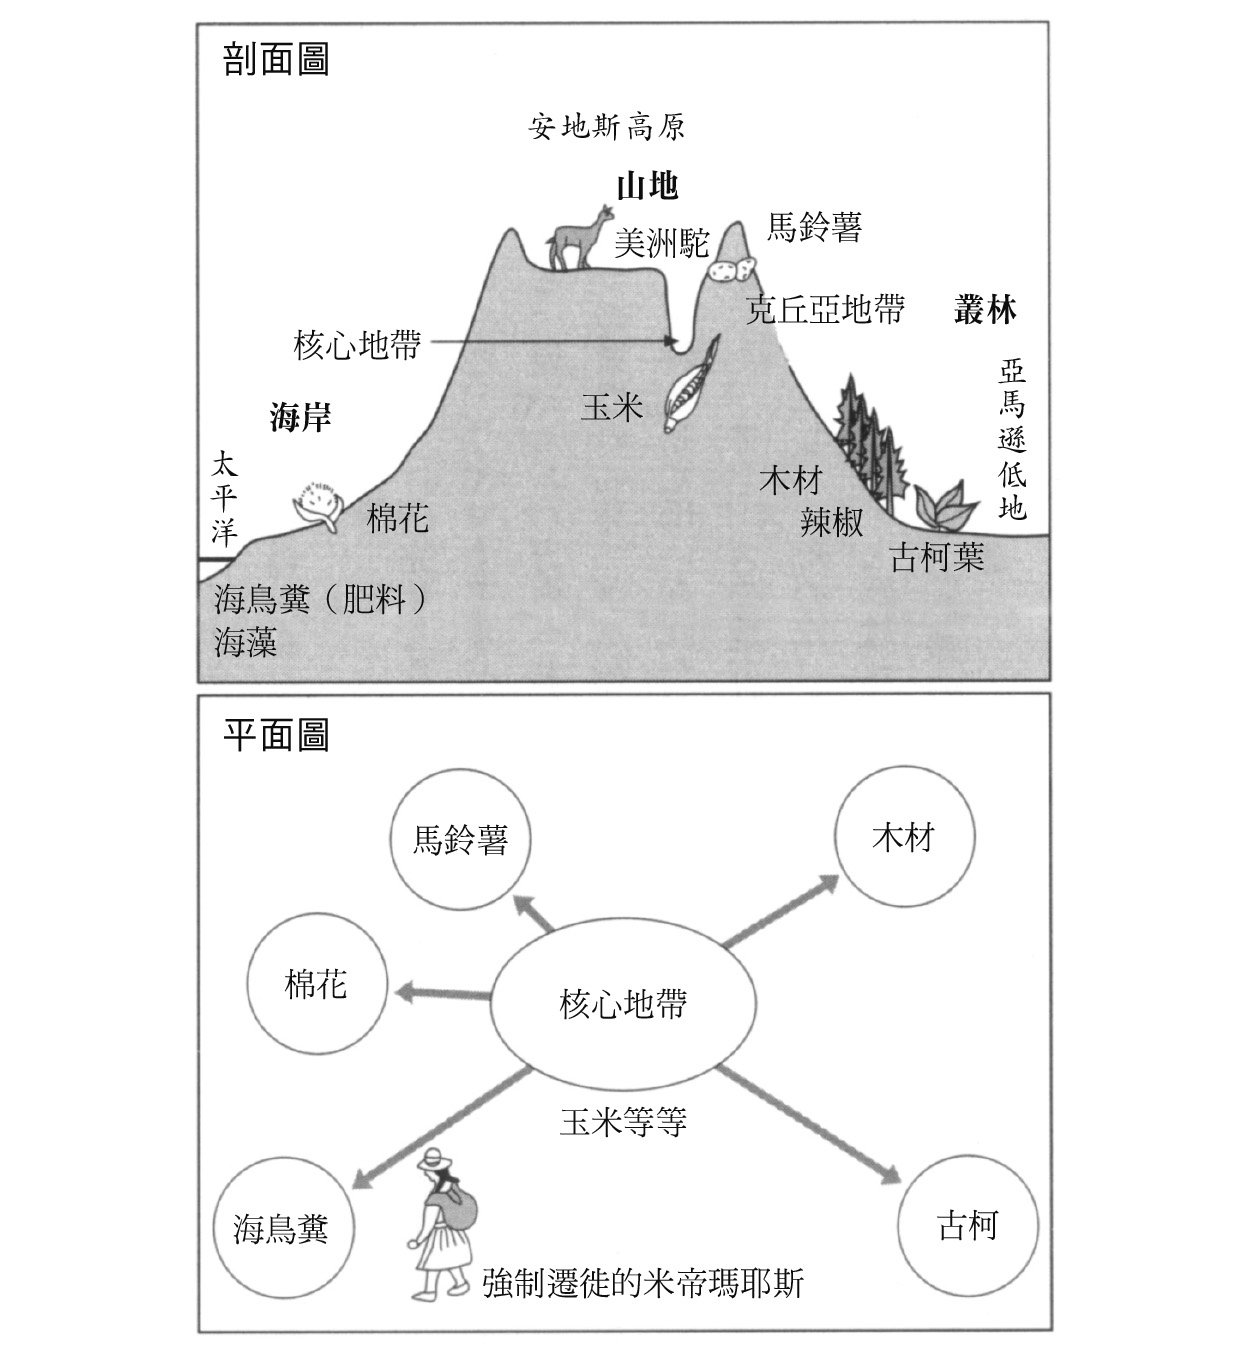 剖面圖
安地斯高原
山地
美洲駝
馬鈴薯
克丘亞地帶
叢林
核心地帶
亞馬遜低地
玉米
海岸
太平洋
棉花
木材
辣椒
古柯葉
海鳥糞（肥料）
海藻
平面圖
馬鈴薯
木材
棉花
核心地帶
玉米等等
海鳥糞
古柯
強制遷徙的米帝瑪耶斯